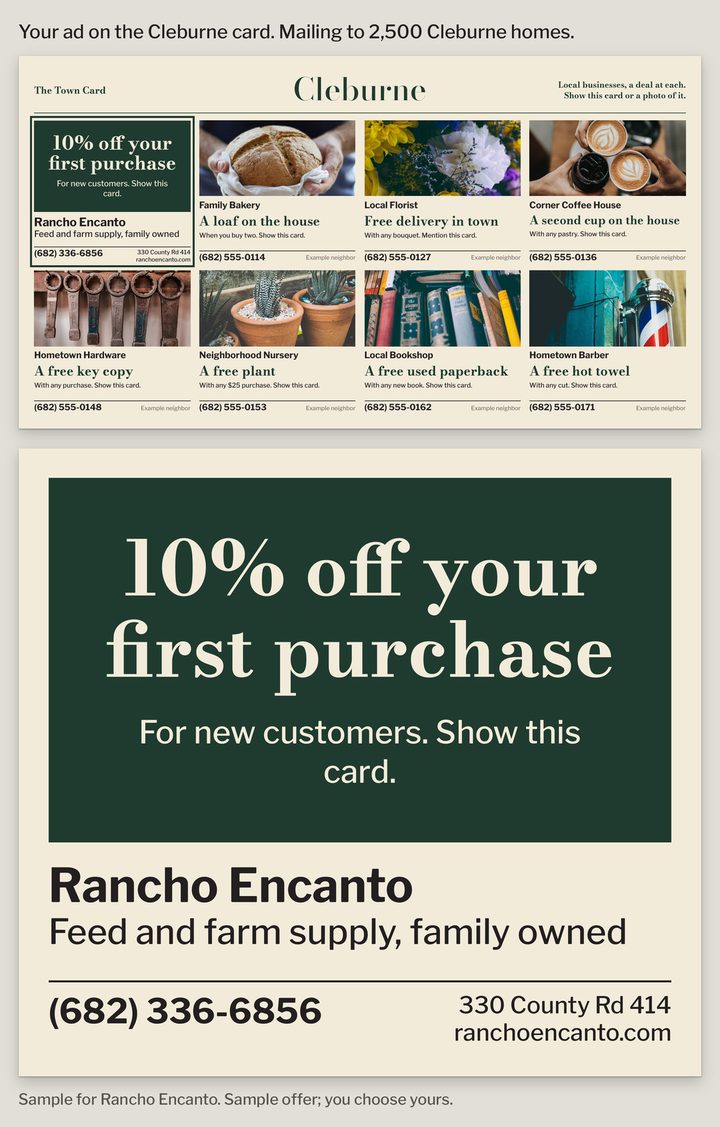 Your ad on the Cleburne card. Mailing to 2,500 Cleburne homes.
The Town Card
Cleburne
Local businesses, a deal at each.
Show this card or a photo of it.
10% off your
first purchase
For new customers. Show this
card.
Rancho Encanto
Feed and farm supply, family owned
(682) 336-6856
330 County Rd 414
ranchoencanto.com
Family Bakery
A loaf on the house
When you buy two. Show this card.
(682) 555-0114
Example neighbor
Local Florist
Free delivery in town
With any bouquet. Mention this card.
(682) 555-0127
Example neighbor
Corner Coffee House
A second cup on the house
With any pastry. Show this card.
(682) 555-0136
Example neighbor
Hometown Hardware
A free key copy
With any purchase. Show this card.
(682) 555-0148
Example neighbor
Neighborhood Nursery
A free plant
With any $25 purchase. Show this card.
(682) 555-0153
Example neighbor
Local Bookshop
A free used paperback
With any new book. Show this card.
(682) 555-0162
Example neighbor
Hometown Barber
A free hot towel
With any cut. Show this card.
(682) 555-0171
Example neighbor
10% off your
first purchase
For new customers. Show this
card.
Rancho Encanto
Feed and farm supply, family owned
(682) 336-6856
330 County Rd 414
ranchoencanto.com
Sample for Rancho Encanto. Sample offer; you choose yours.